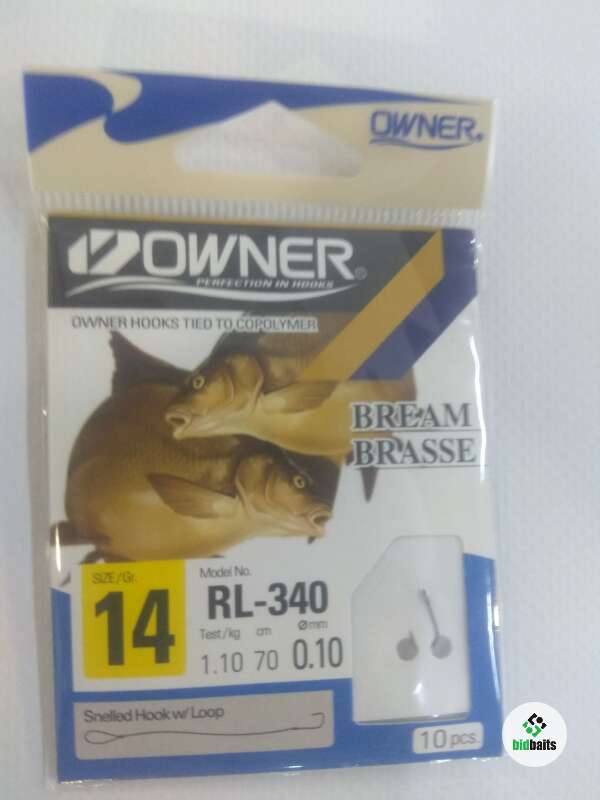 OWNER®
OWNER®
PERFECTION IN HOOKS
OWNER HOOKS TIED TO COPOLYMER
BREAM
BRASSE
SIZE/Gr.
14
Model No.
RL-340
Test/kg cm ømm
1.10 70 0.10
Snelled Hook w/ Loop
10 pcs.
bidbaits